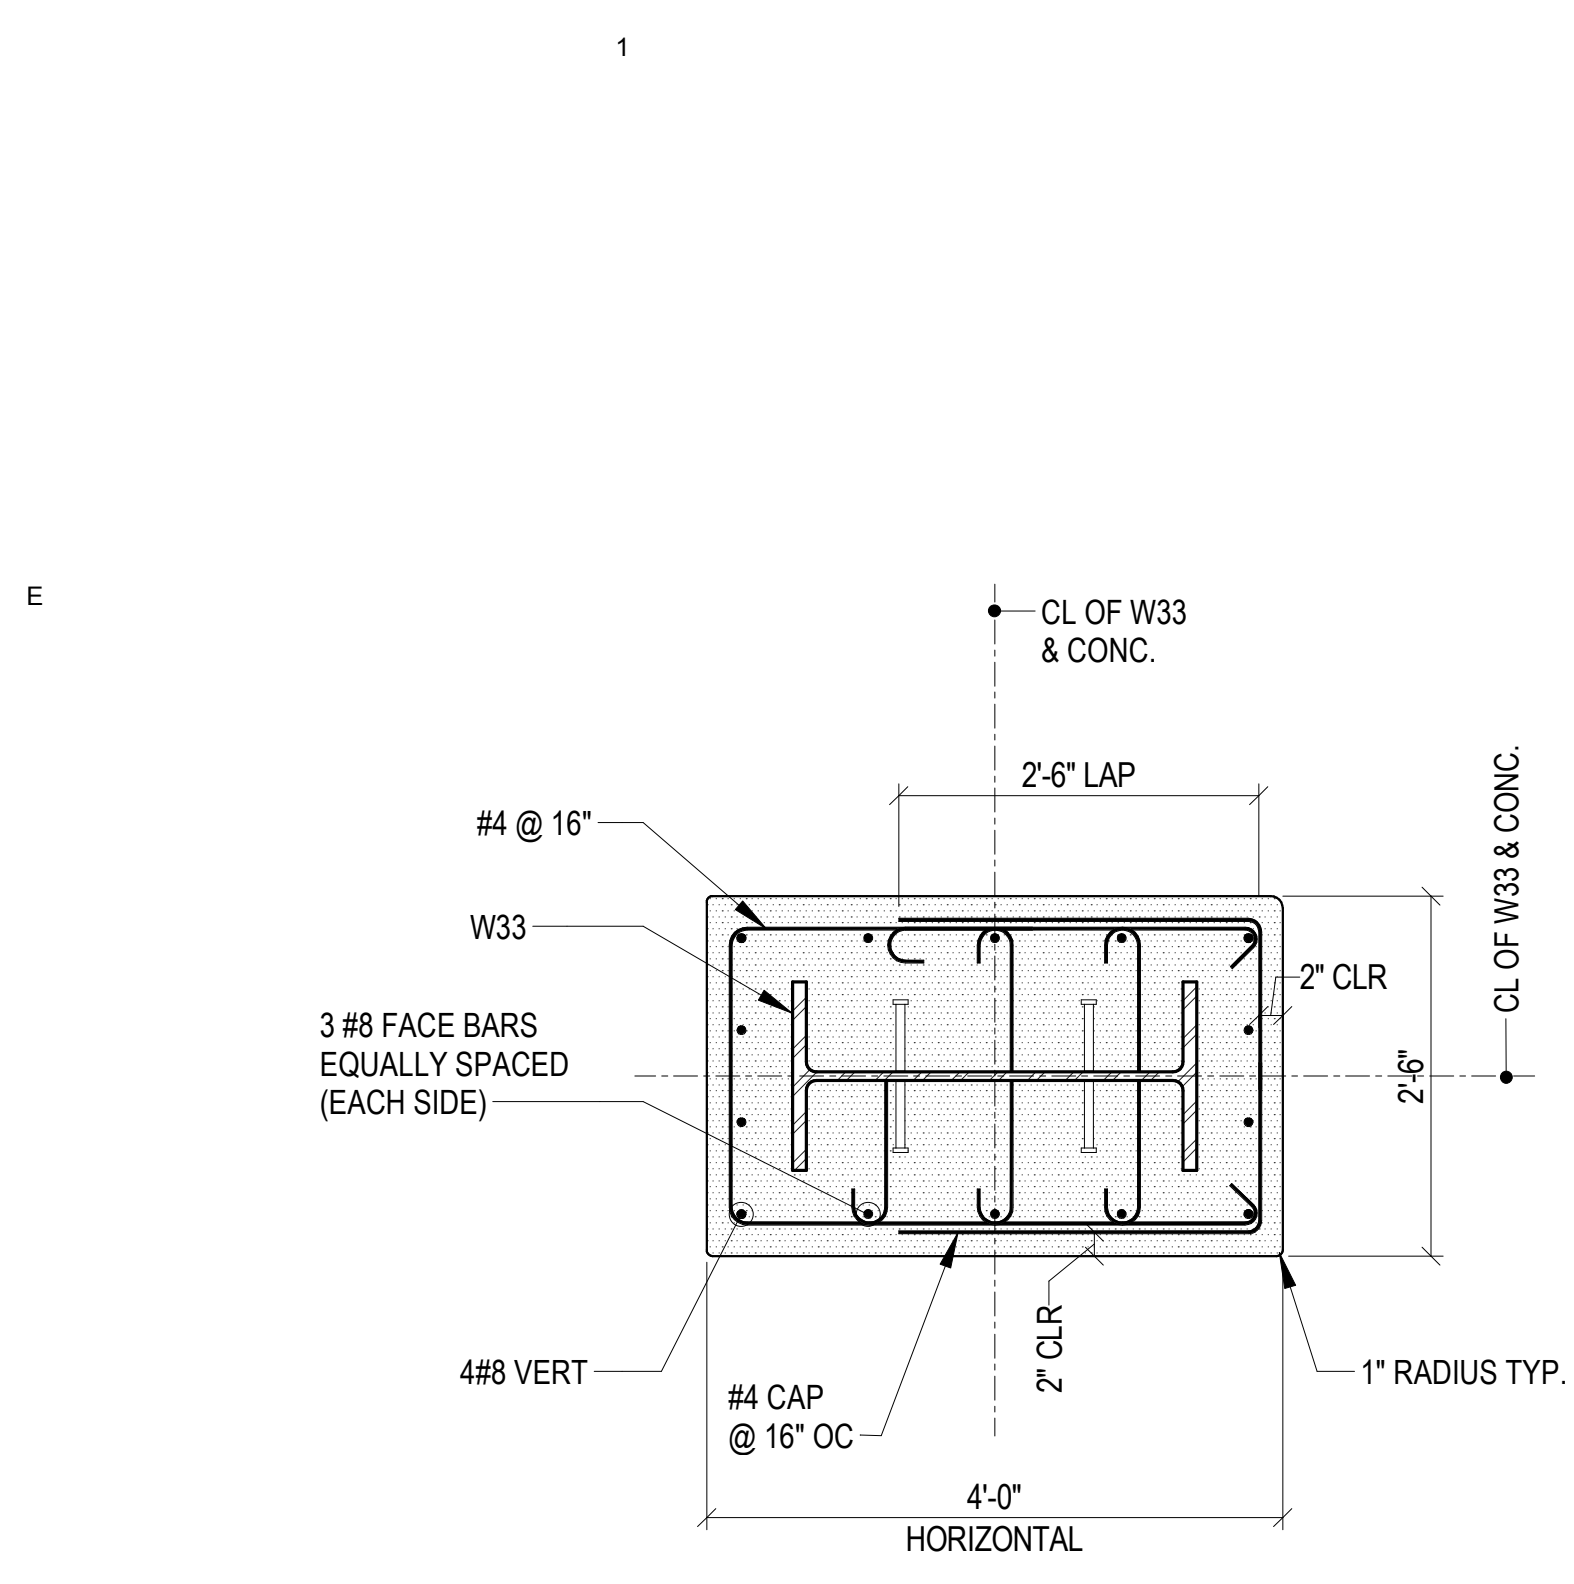 1
E
CL OF W33
& CONC.
2'-6" LAP
CL OF W33 & CONC.
#4 @ 16"
W33
2" CLR
3 #8 FACE BARS
EQUALLY SPACED
(EACH SIDE)
2'-6"
2" CLR
4#8 VERT
1" RADIUS TYP.
#4 CAP
@ 16" OC
4'-0"
HORIZONTAL